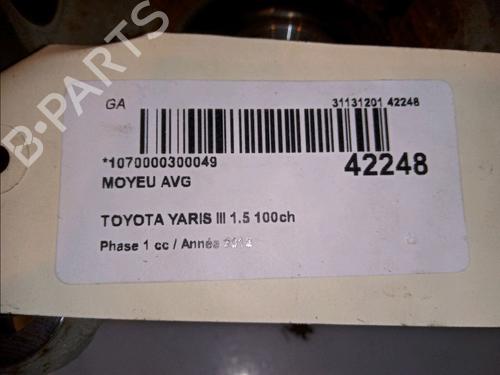 B-PARTS
GA
31131201 42248
*1070000300049
42248
MOYEU AVG
TOYOTA YARIS III 1.5 100ch
Phase 1 cc / Année